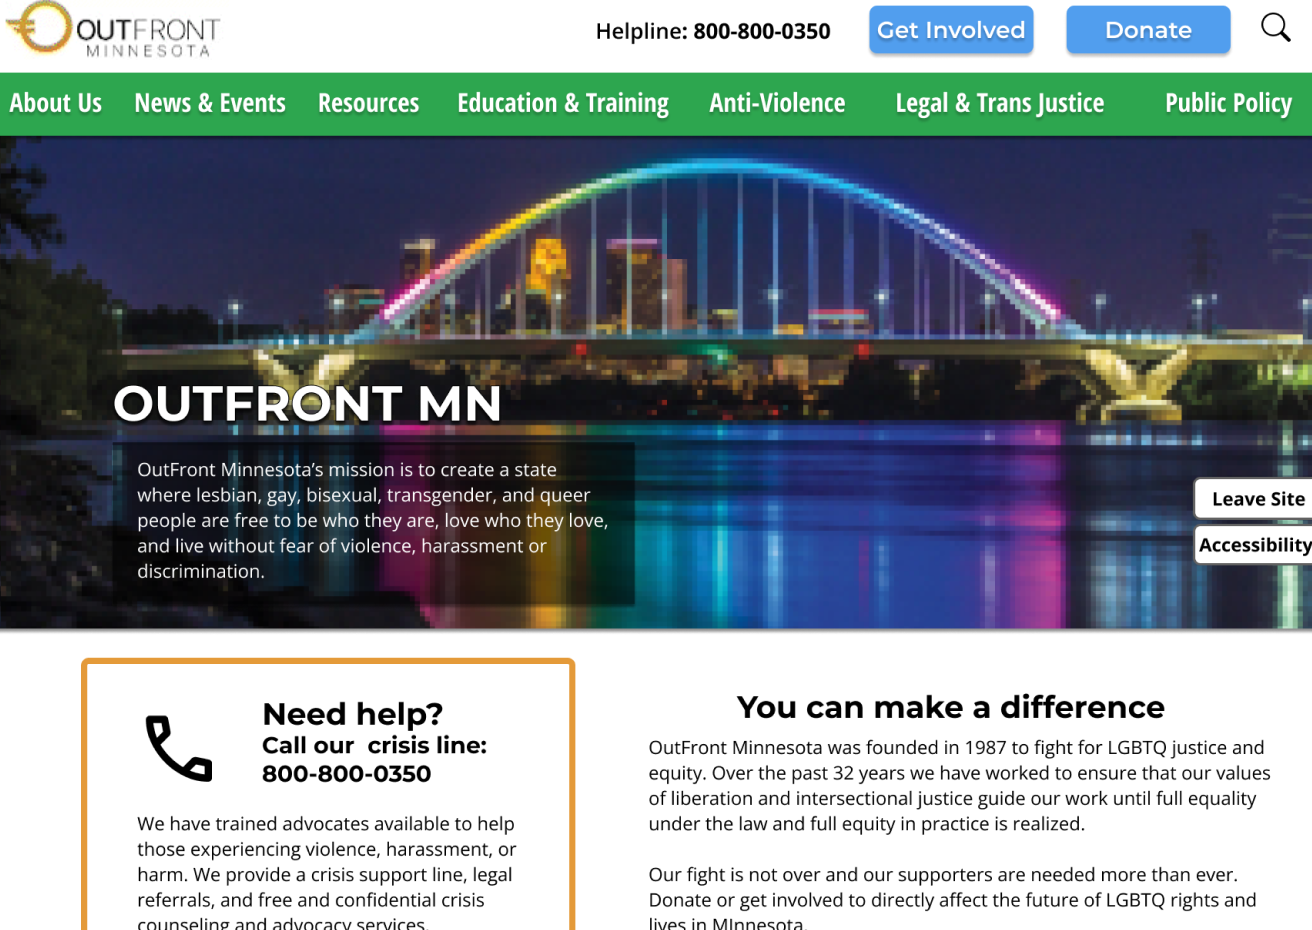 OUTFRONT
MINNESOTA
Helpline: 800-800-0350
Get Involved
Donate
About Us
News & Events
Resources
Education & Training
Anti-Violence
Legal & Trans Justice
Public Policy
OUTFRONT MN
OutFront Minnesota’s mission is to create a state
where lesbian, gay, bisexual, transgender, and queer
people are free to be who they are, love who they love,
and live without fear of violence, harassment or
discrimination.
Leave Site
Accessibility
Need help?
Call our  crisis line:
800-800-0350
We have trained advocates available to help
those experiencing violence, harassment, or
harm. We provide a crisis support line, legal
referrals, and free and confidential crisis
counseling and advocacy services.
You can make a difference
OutFront Minnesota was founded in 1987 to fight for LGBTQ justice and
equity. Over the past 32 years we have worked to ensure that our values
of liberation and intersectional justice guide our work until full equality
under the law and full equity in practice is realized.
Our fight is not over and our supporters are needed more than ever.
Donate or get involved to directly affect the future of LGBTQ rights and
lives in MInnesota.